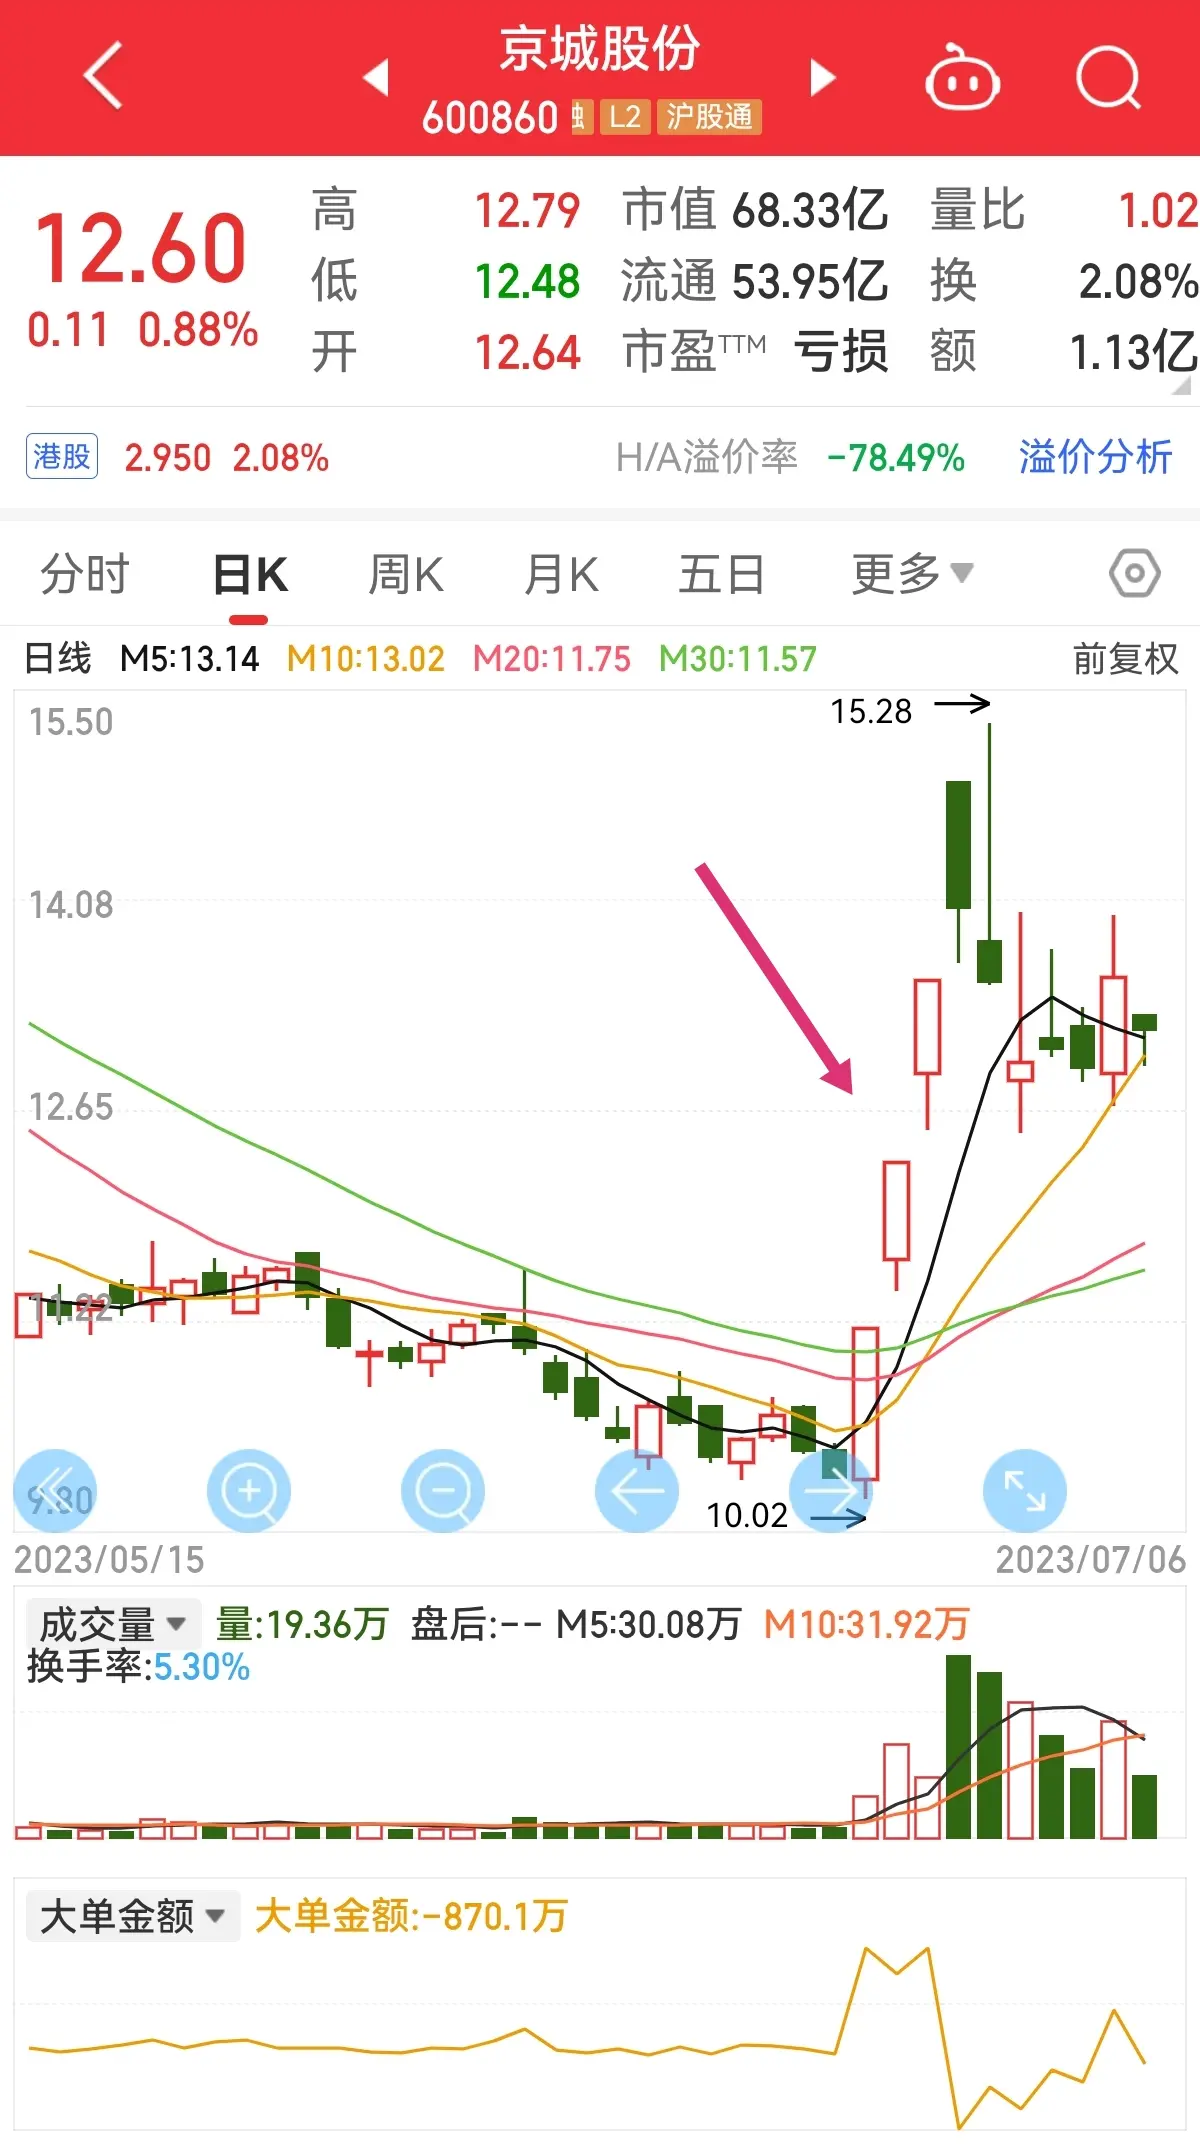 京城股份
600860 融 L2 沪股通
12.60
0.11 0.88%
高 12.79 市值 68.33亿 量比 1.02
低 12.48 流通 53.95亿 换 2.08%
开 12.64 市盈TTM 亏损 额 1.13亿
港股 2.950 2.08% H/A溢价率 -78.49% 溢价分析
分时 日K 周K 月K 五日 更多
日线 M5:13.14 M10:13.02 M20:11.75 M30:11.57 前复权
15.50
15.28
14.08
12.65
11.22
9.80
10.02
2023/05/15 2023/07/06
成交量 量:19.36万 盘后:-- M5:30.08万 M10:31.92万
换手率:5.30%
大单金额 大单金额:-870.1万